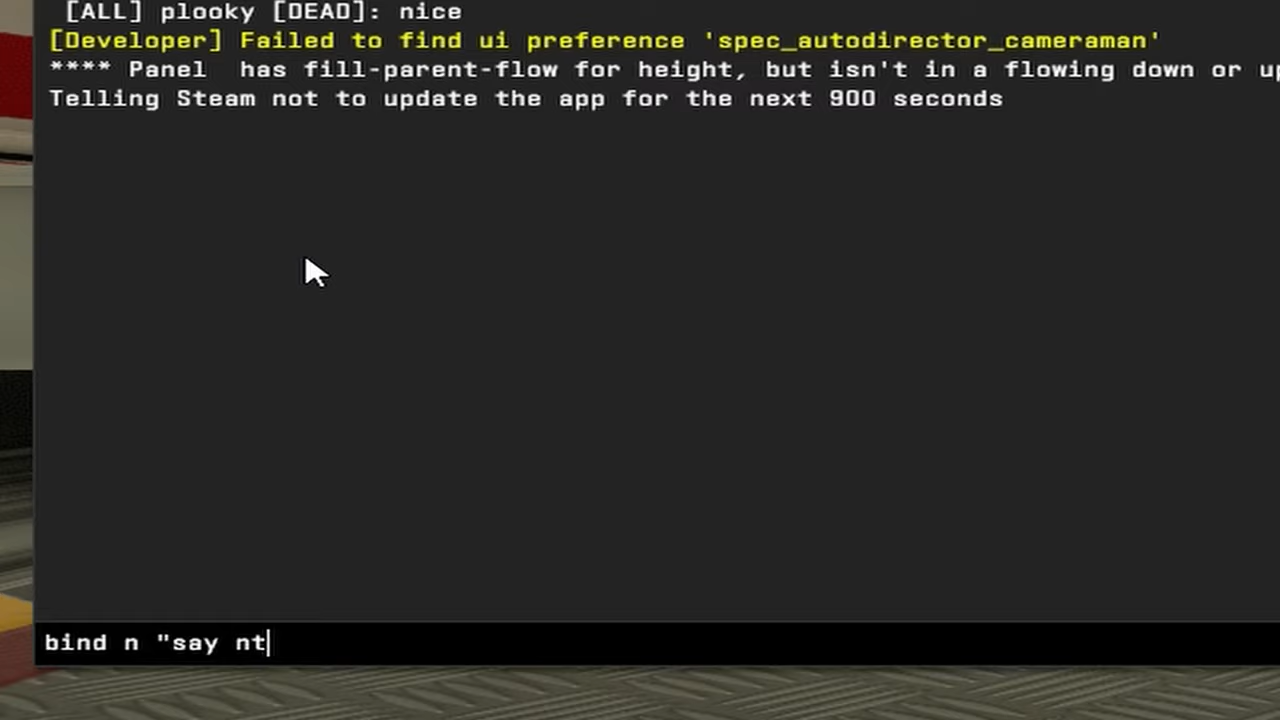 [ALL] plooky [DEAD]: nice
[Developer] Failed to find ui preference 'spec_autodirector_cameraman'
**** Panel  has fill-parent-flow for height, but isn't in a flowing down or up
Telling Steam not to update the app for the next 900 seconds
bind n "say nt